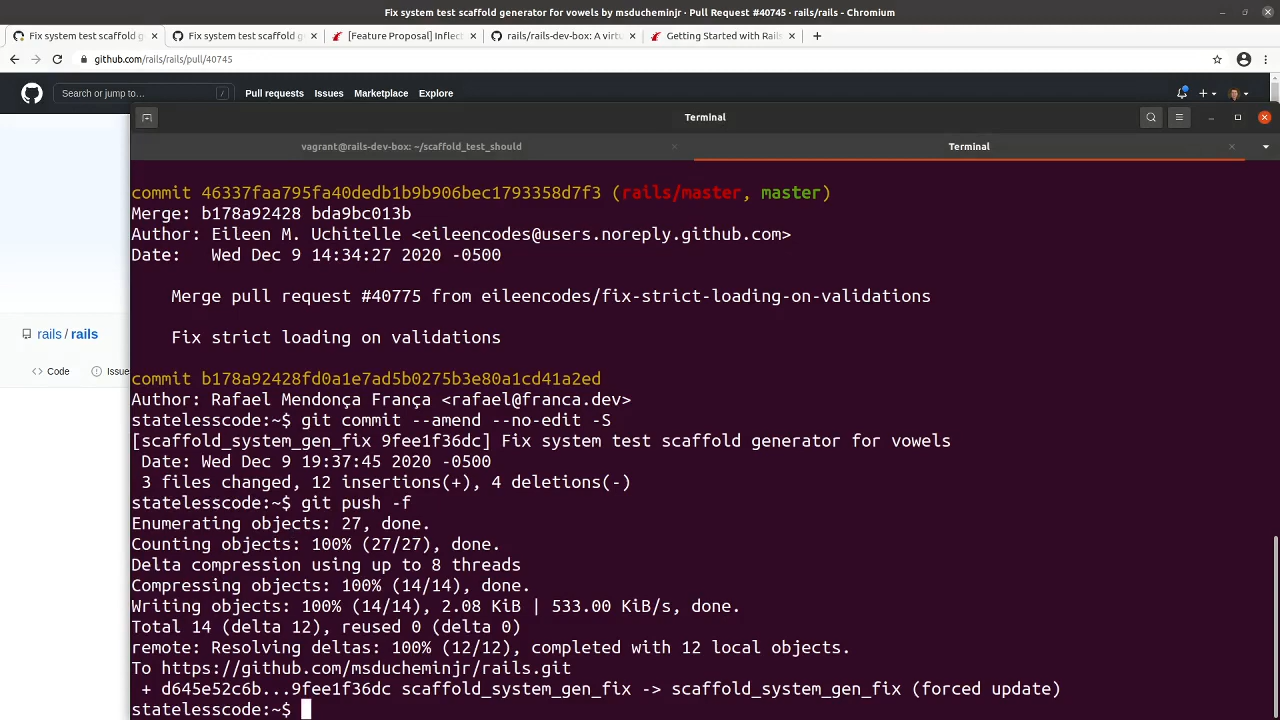 Fix system test scaffold generator for vowels by msducheminjr · Pull Request #40745 · rails/rails - Chromium
Fix system test scaffold g
Fix system test scaffold g
[Feature Proposal] Inflect
rails/rails-dev-box: A virtu
Getting Started with Rails
github.com/rails/rails/pull/40745
Search or jump to…
/
Pull requests
Issues
Marketplace
Explore
Terminal
vagrant@rails-dev-box: ~/scaffold_test_should
Terminal
rails / rails
Code
Issue
commit 46337faa795fa40dedb1b9b906bec1793358d7f3 (rails/master, master)
Merge: b178a92428 bda9bc013b
Author: Eileen M. Uchitelle <eileencodes@users.noreply.github.com>
Date:   Wed Dec 9 14:34:27 2020 -0500
Merge pull request #40775 from eileencodes/fix-strict-loading-on-validations
Fix strict loading on validations
commit b178a92428fd0a1e7ad5b0275b3e80a1cd41a2ed
Author: Rafael Mendonça França <rafael@franca.dev>
statelesscode:~$ git commit --amend --no-edit -S
[scaffold_system_gen_fix 9fee1f36dc] Fix system test scaffold generator for vowels
Date: Wed Dec 9 19:37:45 2020 -0500
3 files changed, 12 insertions(+), 4 deletions(-)
statelesscode:~$ git push -f
Enumerating objects: 27, done.
Counting objects: 100% (27/27), done.
Delta compression using up to 8 threads
Compressing objects: 100% (14/14), done.
Writing objects: 100% (14/14), 2.08 KiB | 533.00 KiB/s, done.
Total 14 (delta 12), reused 0 (delta 0)
remote: Resolving deltas: 100% (12/12), completed with 12 local objects.
To https://github.com/msducheminjr/rails.git
+ d645e52c6b...9fee1f36dc scaffold_system_gen_fix -> scaffold_system_gen_fix (forced update)
statelesscode:~$